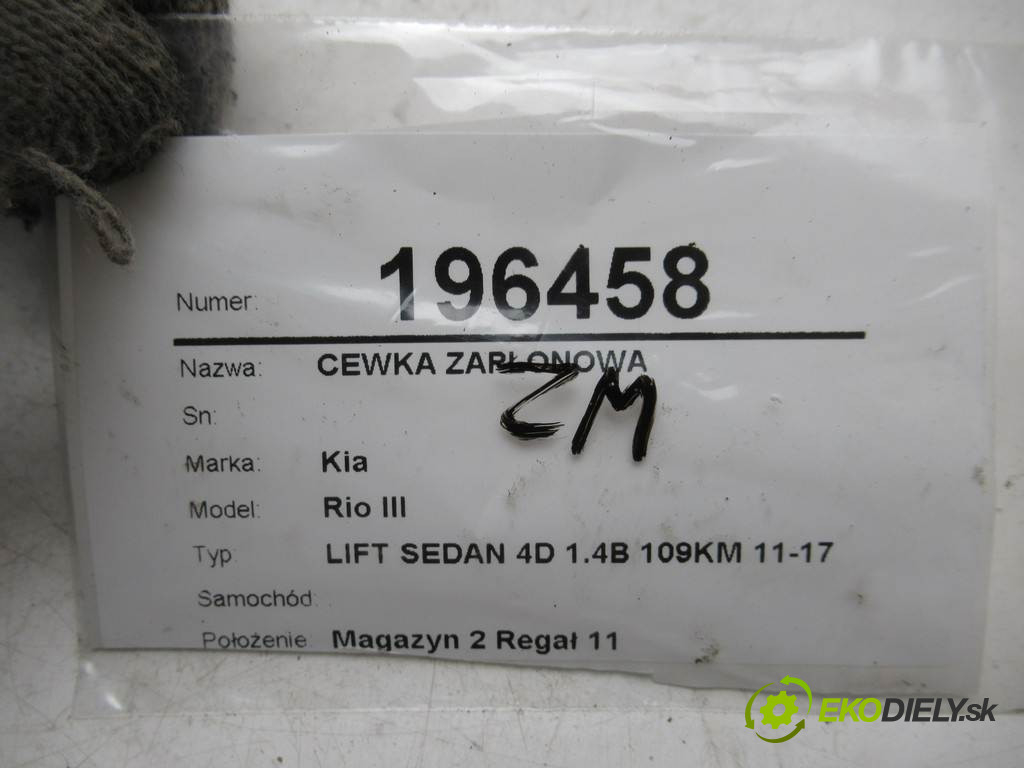 Numer: 196458
Nazwa: CEWKA ZAPŁONOWA
ZM
Sn:
Marka: Kia
Model: Rio III
Typ: LIFT SEDAN 4D 1.4B 109KM 11-17
Samochód:
Położenie Magazyn 2 Regał 11
EKODIELY.sk